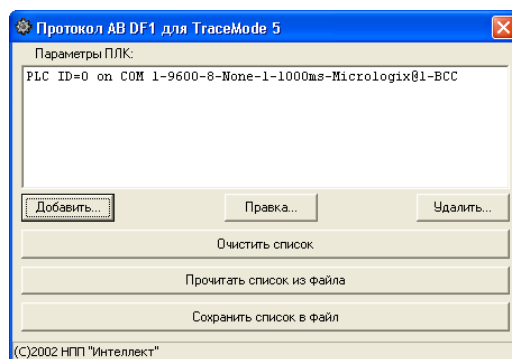 Протокол AB DF1 для TraceMode 5
Параметры ПЛК:
PLC ID=0 on COM 1-9600-8-None-1-1000ms-Micrologix@1-BCC
Добавить... Правка... Удалить...
Очистить список
Прочитать список из файла
Сохранить список в файл
(С)2002 НПП "Интеллект"